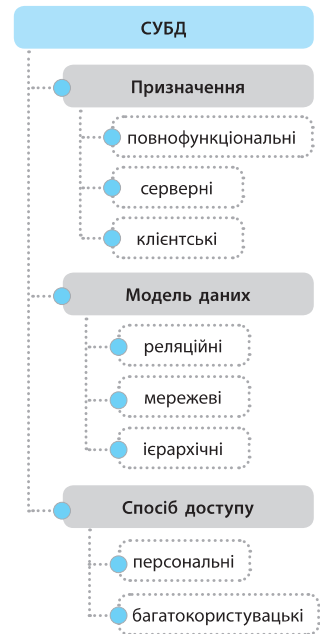 СУБД
Призначення
повнофункціональні
серверні
клієнтські
Модель даних
реляційні
мережеві
ієрархічні
Спосіб доступу
персональні
багатокористувацькі